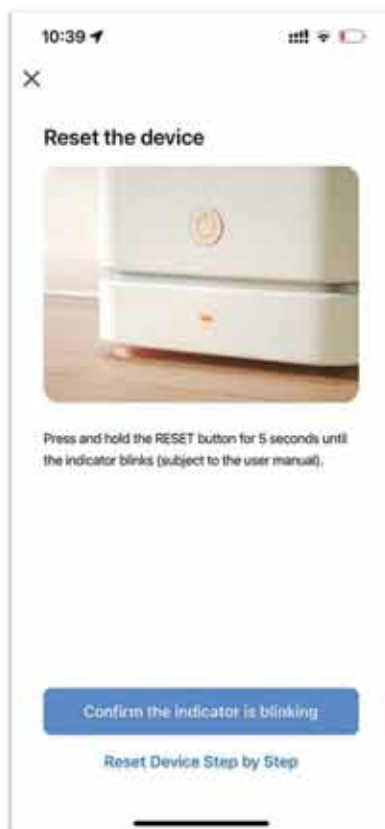 10:39
Reset the device
Press and hold the RESET button for 5 seconds until
the indicator blinks (subject to the user manual).
Confirm the indicator is blinking
Reset Device Step by Step